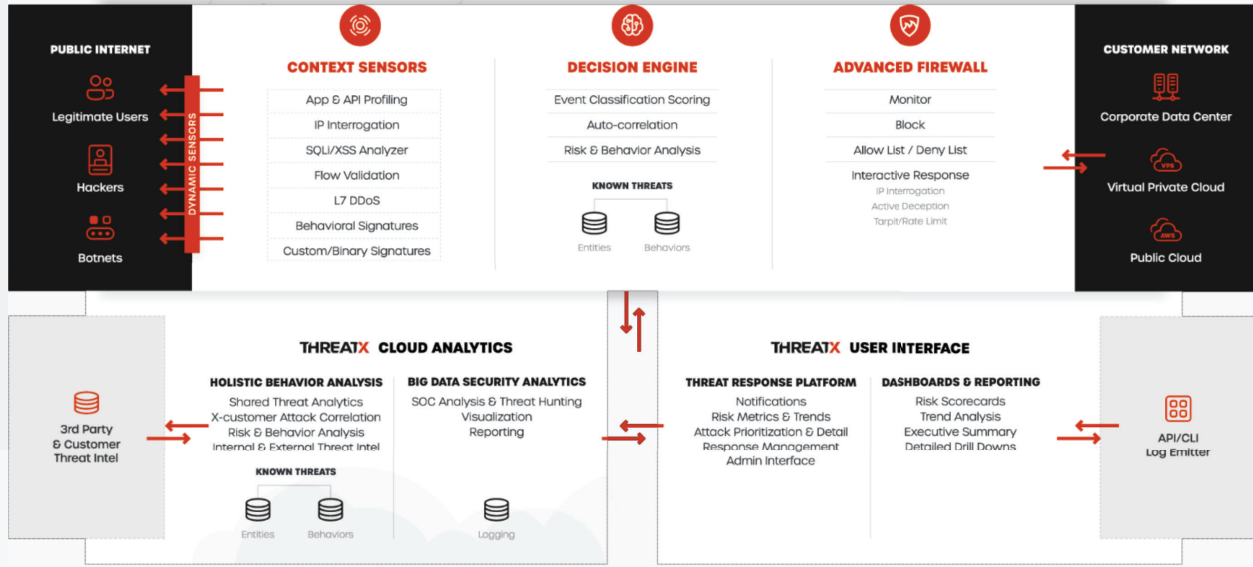 PUBLIC INTERNET
Legitimate Users
Hackers
Botnets
DYNAMIC SENSORS
CONTEXT SENSORS
App & API Profiling
IP Interrogation
SQLi/XSS Analyzer
Flow Validation
L7 DDoS
Behavioral Signatures
Custom/Binary Signatures
DECISION ENGINE
Event Classification Scoring
Auto-correlation
Risk & Behavior Analysis
KNOWN THREATS
Entities
Behaviors
ADVANCED FIREWALL
Monitor
Block
Allow List / Deny List
Interactive Response
IP Interrogation
Active Deception
Tarpit/Rate Limit
CUSTOMER NETWORK
Corporate Data Center
VPS
Virtual Private Cloud
AWS
Public Cloud
3rd Party
& Customer
Threat Intel
THREATX CLOUD ANALYTICS
HOLISTIC BEHAVIOR ANALYSIS
Shared Threat Analytics
X-customer Attack Correlation
Risk & Behavior Analysis
Internal & External Threat Intel
KNOWN THREATS
Entities
Behaviors
BIG DATA SECURITY ANALYTICS
SOC Analysis & Threat Hunting
Visualization
Reporting
Logging
THREATX USER INTERFACE
THREAT RESPONSE PLATFORM
Notifications
Risk Metrics & Trends
Attack Prioritization & Detail
Response Management
Admin Interface
DASHBOARDS & REPORTING
Risk Scorecards
Trend Analysis
Executive Summary
Detailed Drill Downs
API/CLI
Log Emitter